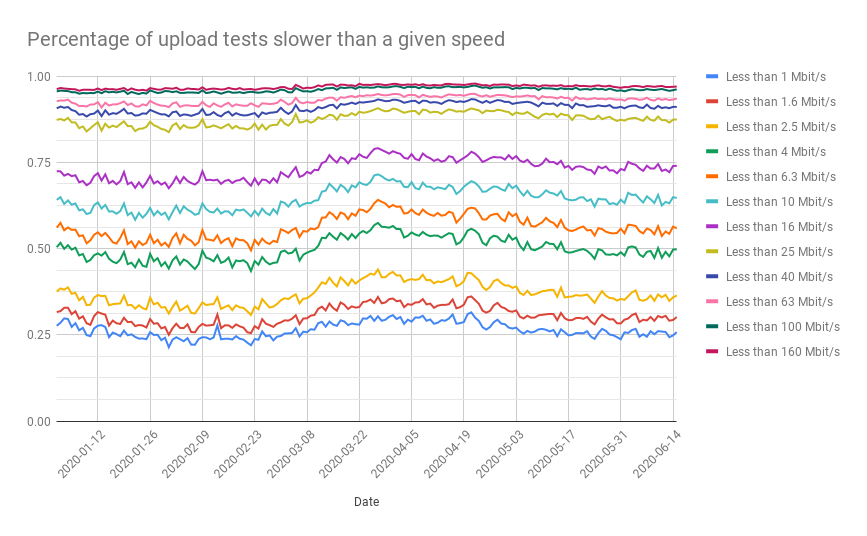 Percentage of upload tests slower than a given speed
1.00
0.75
0.50
0.25
0.00
2020-01-12
2020-01-26
2020-02-09
2020-02-23
2020-03-08
2020-03-22
2020-04-05
2020-04-19
2020-05-03
2020-05-17
2020-05-31
2020-06-14
Date
Less than 1 Mbit/s
Less than 1.6 Mbit/s
Less than 2.5 Mbit/s
Less than 4 Mbit/s
Less than 6.3 Mbit/s
Less than 10 Mbit/s
Less than 16 Mbit/s
Less than 25 Mbit/s
Less than 40 Mbit/s
Less than 63 Mbit/s
Less than 100 Mbit/s
Less than 160 Mbit/s